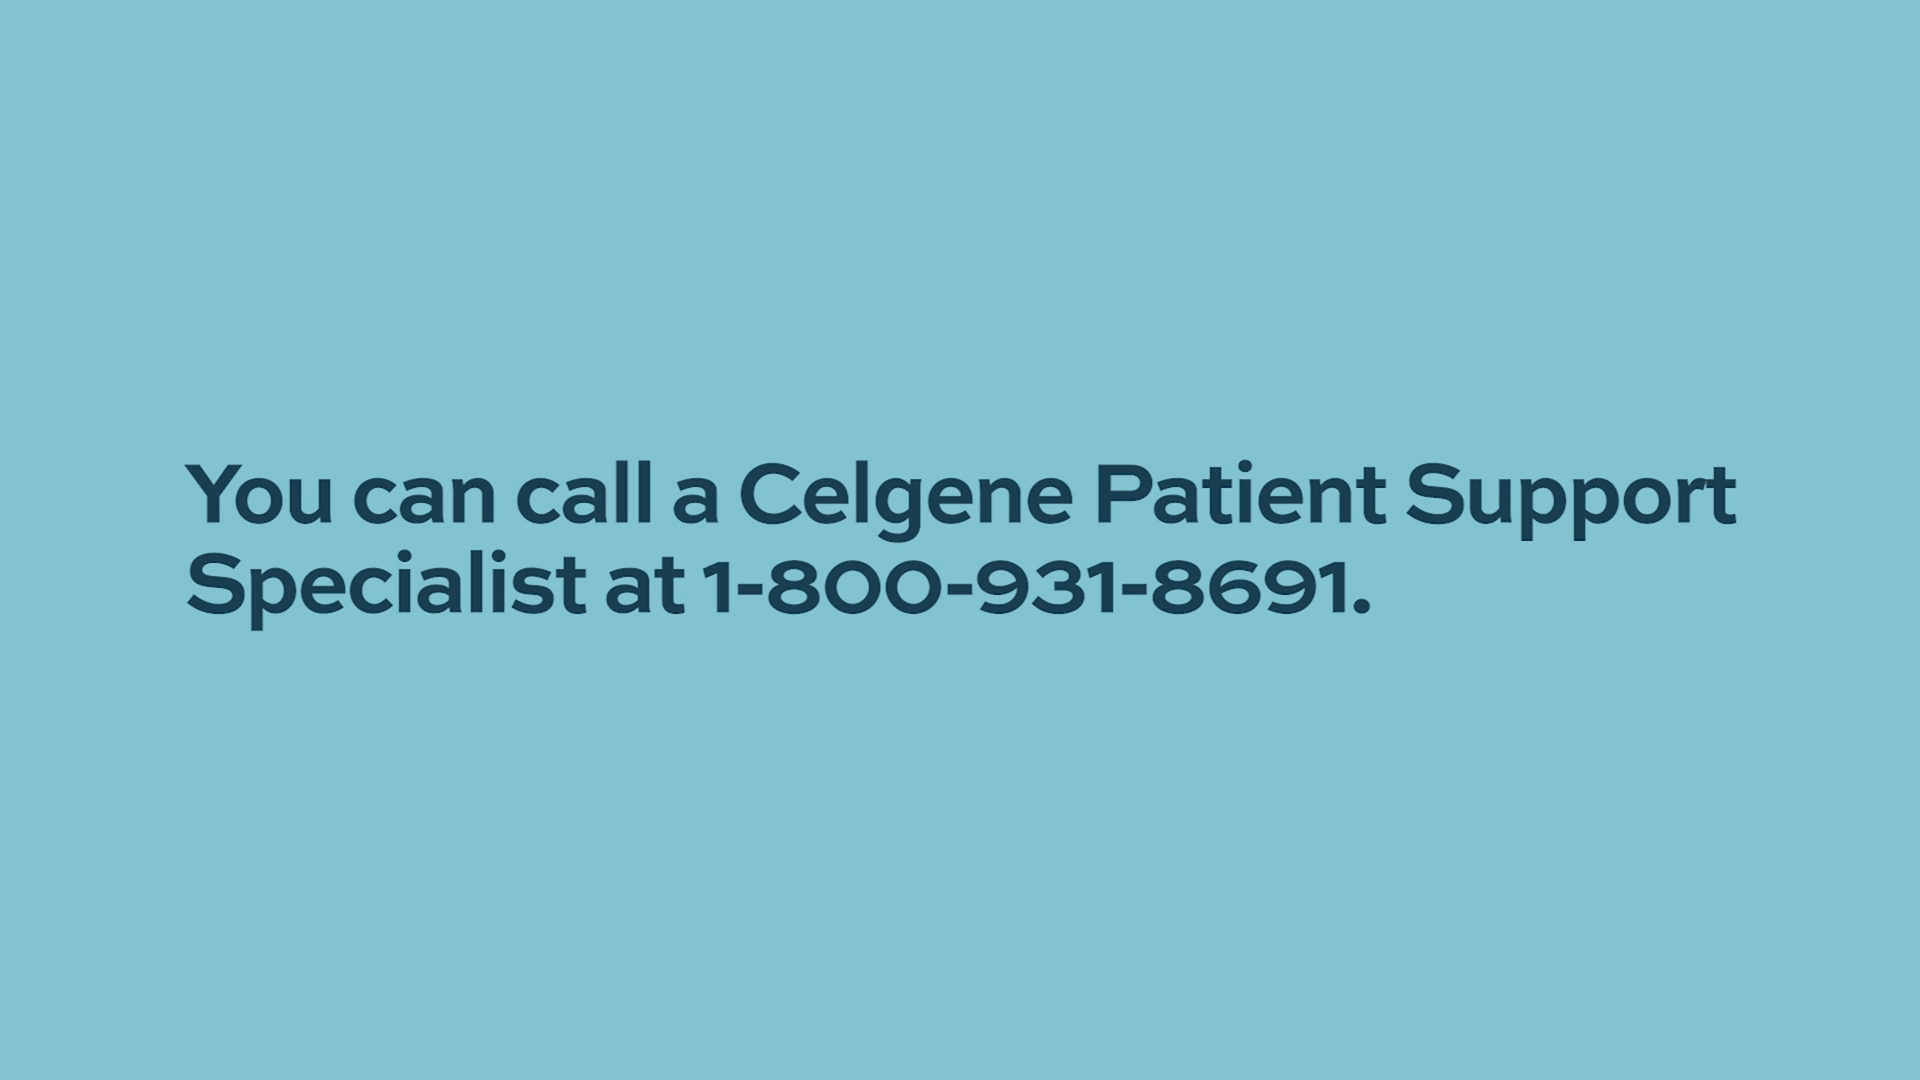 You can call a Celgene Patient Support
Specialist at 1-800-931-8691.